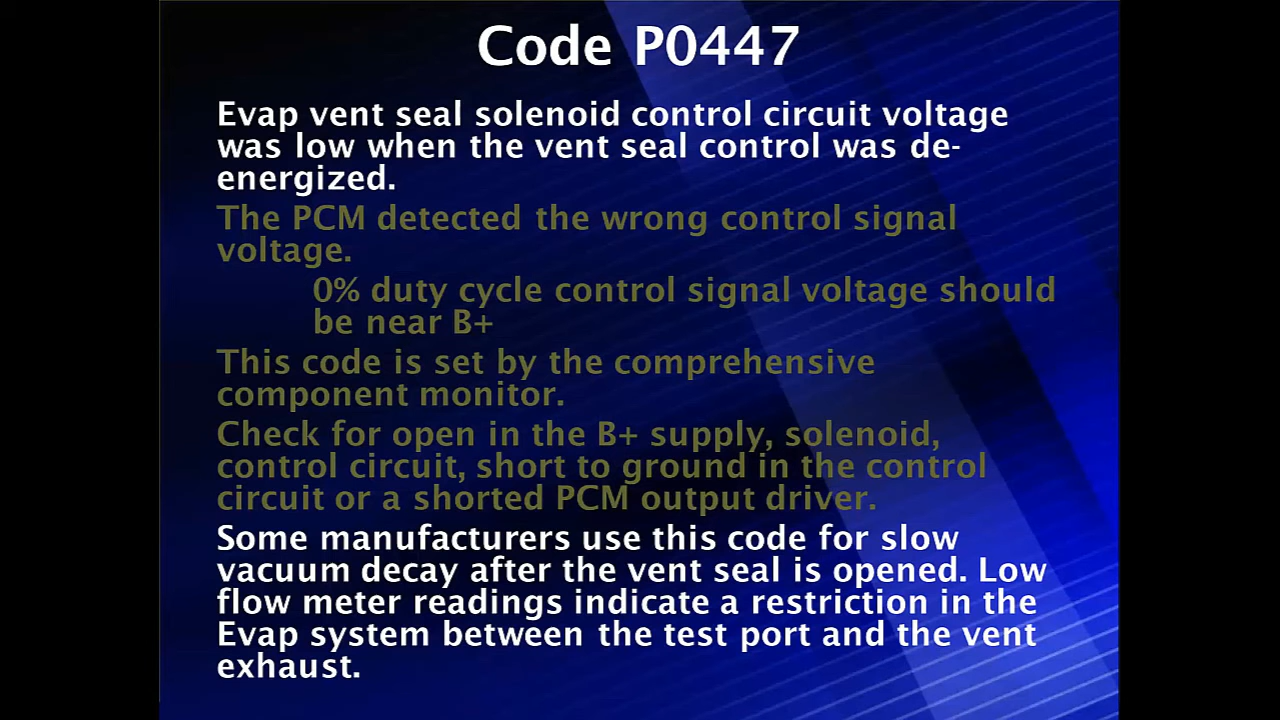 Code P0447
Evap vent seal solenoid control circuit voltage
was low when the vent seal control was de-
energized.
The PCM detected the wrong control signal
voltage.
0% duty cycle control signal voltage should
be near B+
This code is set by the comprehensive
component monitor.
Check for open in the B+ supply, solenoid,
control circuit, short to ground in the control
circuit or a shorted PCM output driver.
Some manufacturers use this code for slow
vacuum decay after the vent seal is opened. Low
flow meter readings indicate a restriction in the
Evap system between the test port and the vent
exhaust.